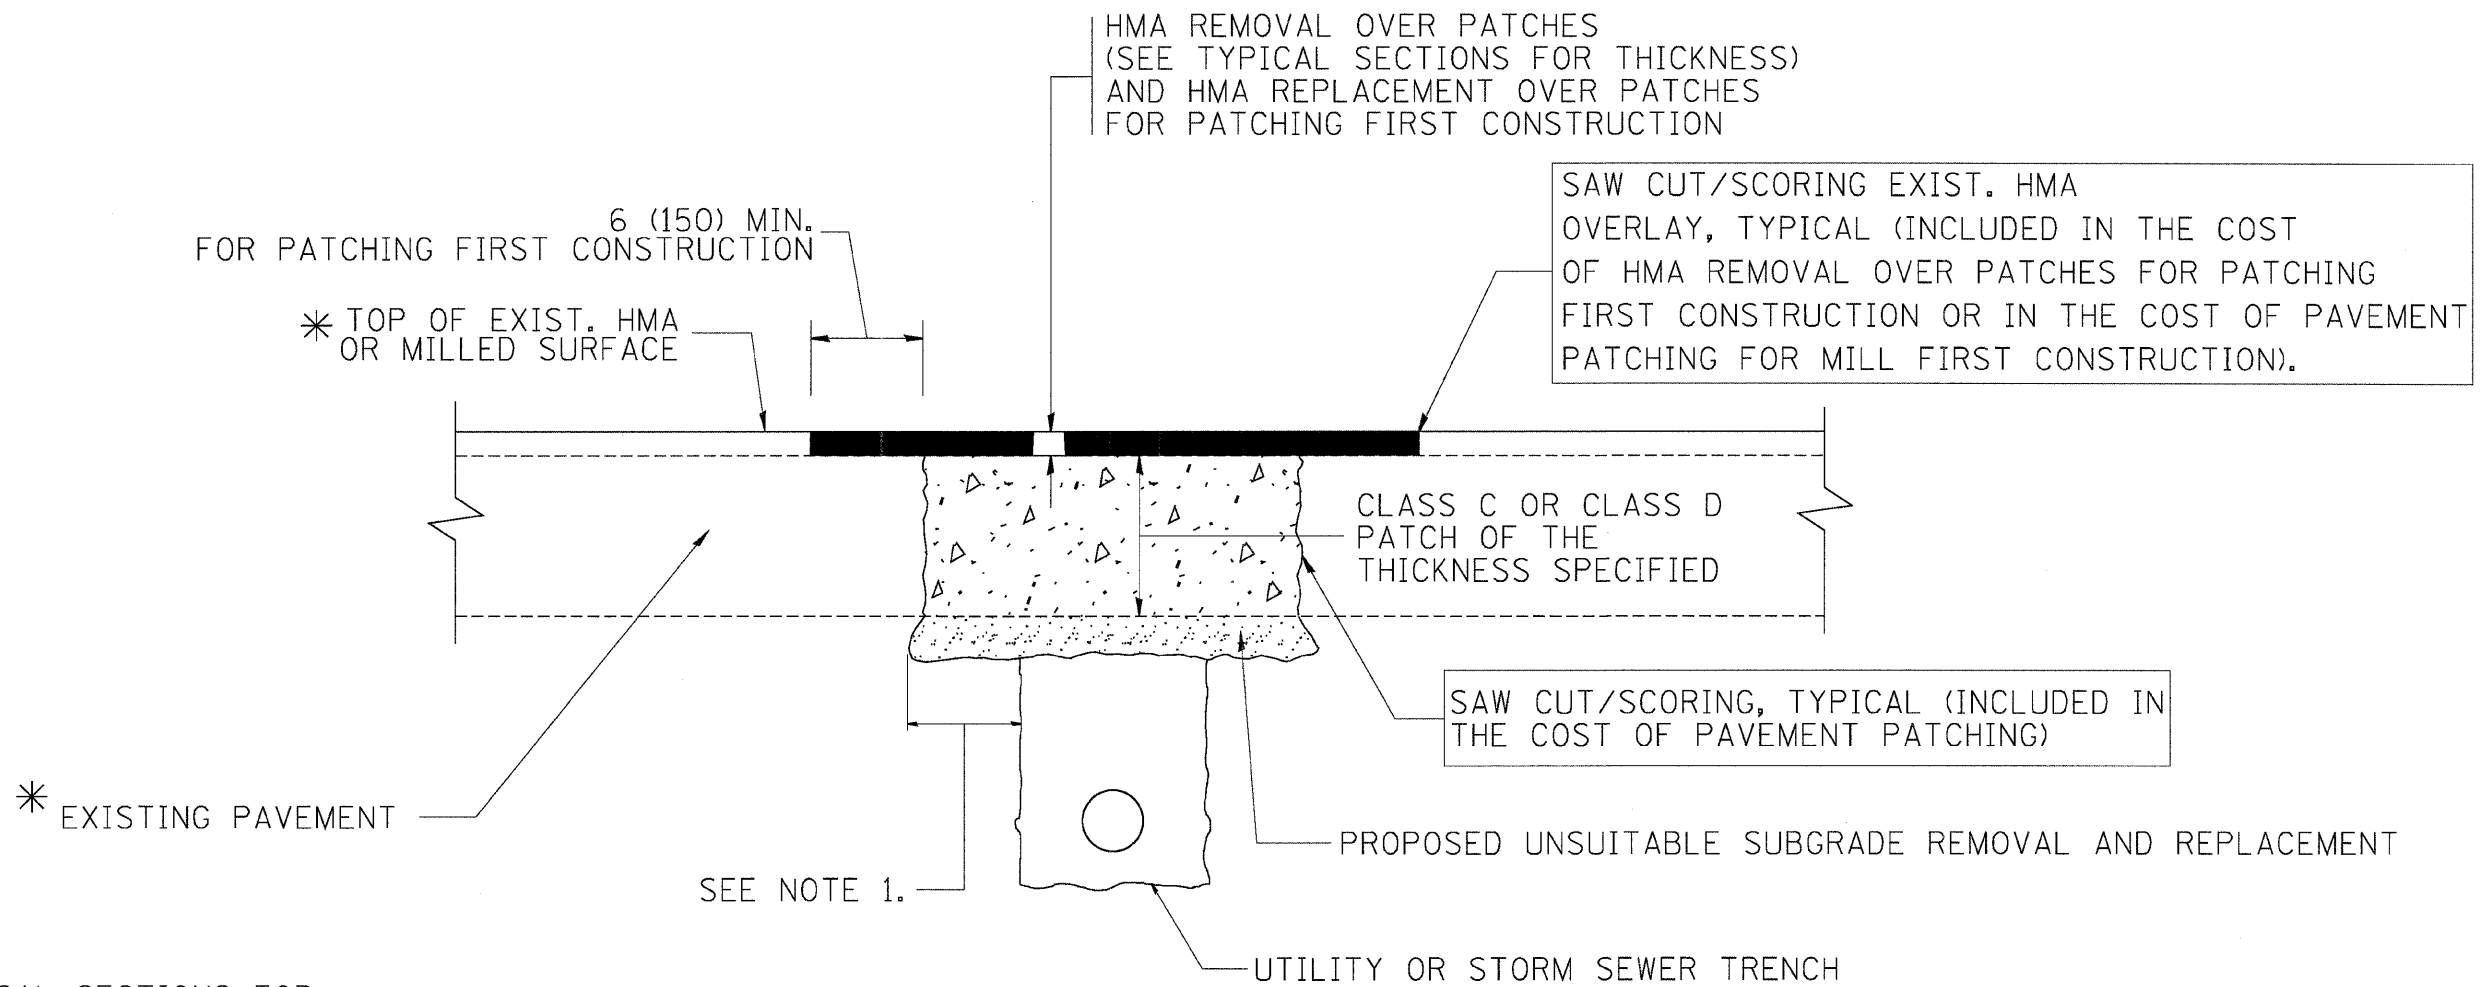 HMA REMOVAL OVER PATCHES
(SEE TYPICAL SECTIONS FOR THICKNESS)
AND HMA REPLACEMENT OVER PATCHES
FOR PATCHING FIRST CONSTRUCTION
SAW CUT/SCORING EXIST. HMA
OVERLAY, TYPICAL (INCLUDED IN THE COST
OF HMA REMOVAL OVER PATCHES FOR PATCHING
FIRST CONSTRUCTION OR IN THE COST OF PAVEMENT
PATCHING FOR MILL FIRST CONSTRUCTION).
6 (150) MIN.
FOR PATCHING FIRST CONSTRUCTION
* TOP OF EXIST. HMA
OR MILLED SURFACE
CLASS C OR CLASS D
PATCH OF THE
THICKNESS SPECIFIED
SAW CUT/SCORING, TYPICAL (INCLUDED IN
THE COST OF PAVEMENT PATCHING)
* EXISTING PAVEMENT
PROPOSED UNSUITABLE SUBGRADE REMOVAL AND REPLACEMENT
SEE NOTE 1.
UTILITY OR STORM SEWER TRENCH